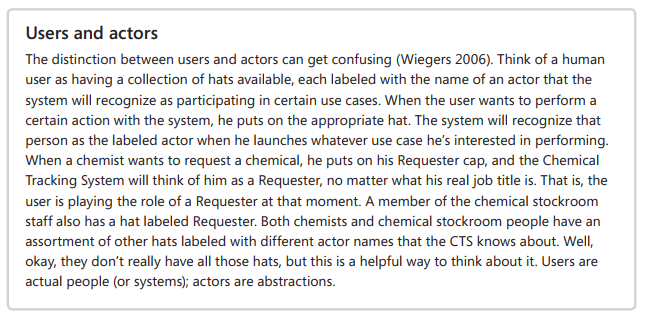 Users and actors
The distinction between users and actors can get confusing (Wiegers 2006). Think of a human
user as having a collection of hats available, each labeled with the name of an actor that the
system will recognize as participating in certain use cases. When the user wants to perform a
certain action with the system, he puts on the appropriate hat. The system will recognize that
person as the labeled actor when he launches whatever use case he’s interested in performing.
When a chemist wants to request a chemical, he puts on his Requester cap, and the Chemical
Tracking System will think of him as a Requester, no matter what his real job title is. That is, the
user is playing the role of a Requester at that moment. A member of the chemical stockroom
staff also has a hat labeled Requester. Both chemists and chemical stockroom people have an
assortment of other hats labeled with different actor names that the CTS knows about. Well,
okay, they don’t really have all those hats, but this is a helpful way to think about it. Users are
actual people (or systems); actors are abstractions.